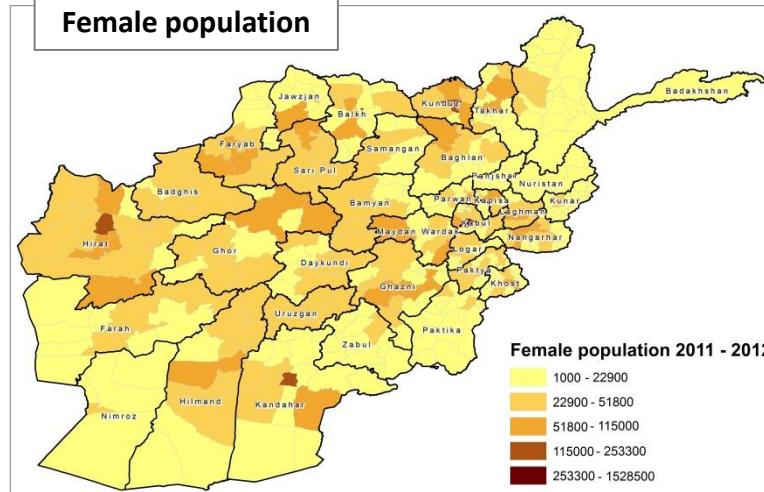 Female population
Badakhshan
Jawzjan
Balkh
Kunduz
Takhar
Faryab
Samangan
Baghlan
Sari Pul
Badghis
Panjsher
Nuristan
Bamyan
Parwan
Kapisa
Kunar
Laghman
Kabul
Hirat
Maydan Wardak
Nangarhar
Ghor
Logar
Daykundi
Paktya
Ghazni
Khost
Uruzgan
Farah
Zabul
Paktika
Nimroz
Hilmand
Kandahar
Female population 2011 - 2012
1000 - 22900
22900 - 51800
51800 - 115000
115000 - 253300
253300 - 1528500